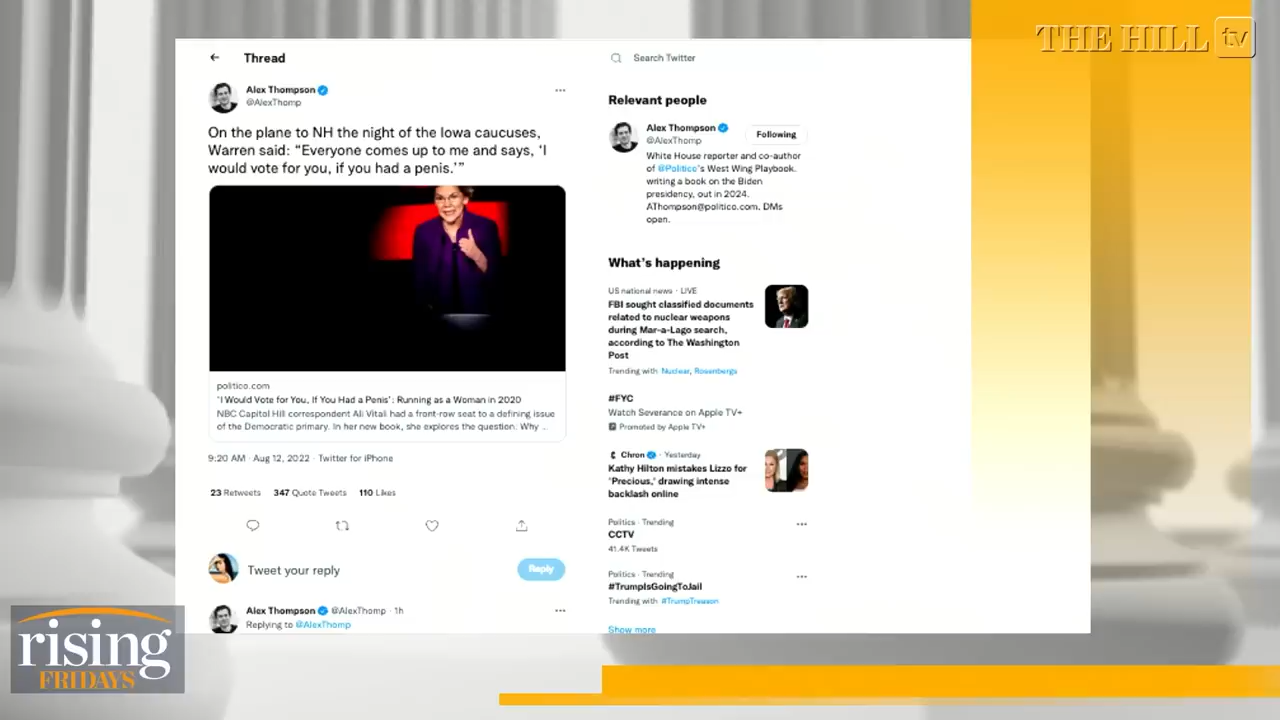 THE HILL tv
Thread
Alex Thompson
@AlexThomp
On the plane to NH the night of the Iowa caucuses,
Warren said: “Everyone comes up to me and says, ‘I
would vote for you, if you had a penis.’”
politico.com
‘I Would Vote for You, If You Had a Penis’: Running as a Woman in 2020
NBC Capitol Hill correspondent Ali Vitali had a front-row seat to a defining issue
of the Democratic primary. In her new book, she explores the question: Why ...
9:20 AM · Aug 12, 2022 · Twitter for iPhone
23 Retweets 347 Quote Tweets 110 Likes
Tweet your reply
Reply
Alex Thompson @AlexThomp · 1h
Replying to @AlexThomp
Search Twitter
Relevant people
Alex Thompson
@AlexThomp
Following
White House reporter and co-author
of @Politico's West Wing Playbook.
writing a book on the Biden
presidency, out in 2024.
AThompson@politico.com. DMs
open.
What's happening
US national news · LIVE
FBI sought classified documents
related to nuclear weapons
during Mar-a-Lago search,
according to The Washington
Post
Trending with Nuclear, Rosenbergs
#FYC
Watch Severance on Apple TV+
Promoted by Apple TV+
Chron · Yesterday
Kathy Hilton mistakes Lizzo for
'Precious,' drawing intense
backlash online
Politics · Trending
CCTV
41.4K Tweets
Politics · Trending
#TrumpIsGoingToJail
Trending with #TrumpTreason
Show more
rising
FRIDAYS